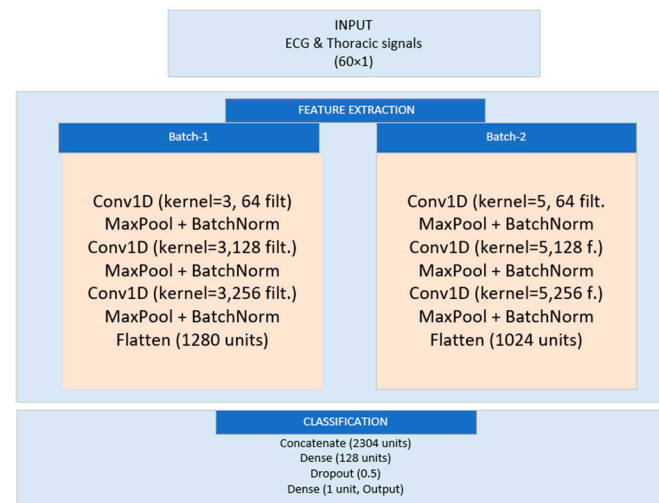 INPUT
ECG & Thoracic signals
(60×1)
FEATURE EXTRACTION
Batch-1
Conv1D (kernel=3, 64 filt)
MaxPool + BatchNorm
Conv1D (kernel=3,128 filt.)
MaxPool + BatchNorm
Conv1D (kernel=3,256 filt.)
MaxPool + BatchNorm
Flatten (1280 units)
Batch-2
Conv1D (kernel=5, 64 filt.
MaxPool + BatchNorm
Conv1D (kernel=5,128 f.)
MaxPool + BatchNorm
Conv1D (kernel=5,256 f.)
MaxPool + BatchNorm
Flatten (1024 units)
CLASSIFICATION
Concatenate (2304 units)
Dense (128 units)
Dropout (0.5)
Dense (1 unit, Output)